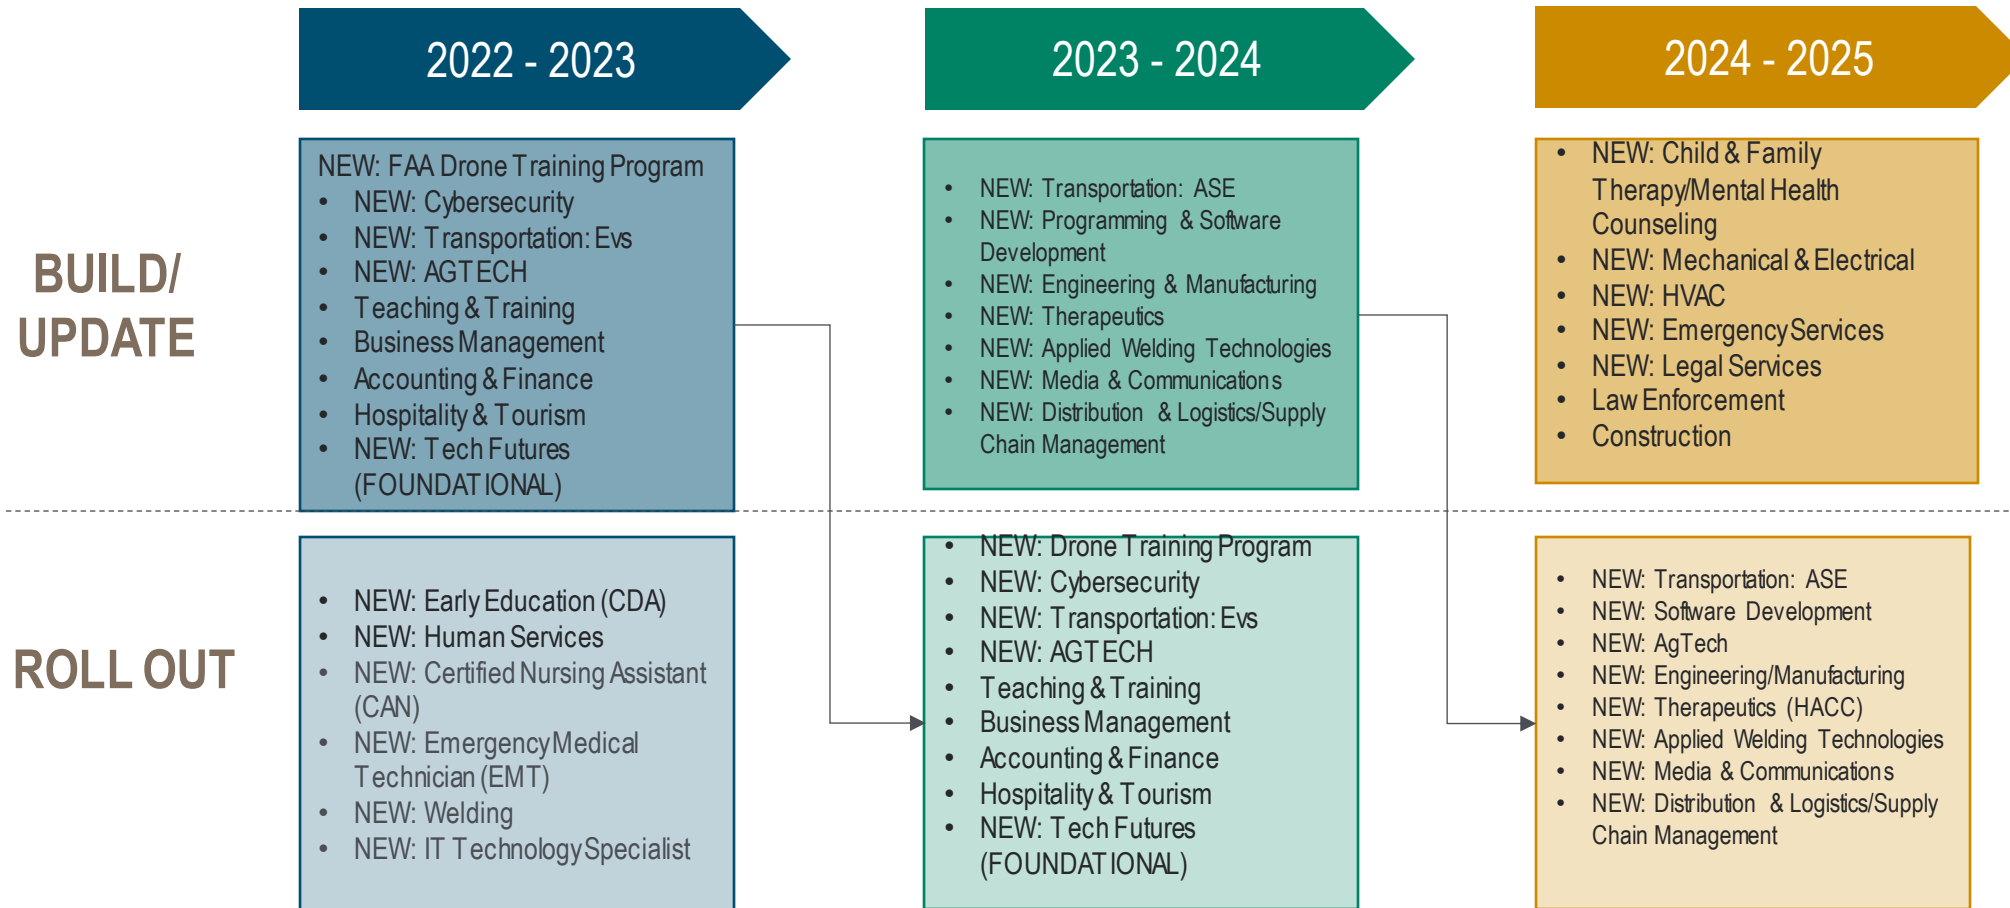 2022 - 2023
2023 - 2024
2024 - 2025
BUILD/
UPDATE
NEW: FAA Drone Training Program
• NEW: Cybersecurity
• NEW: Transportation: Evs
• NEW: AGTECH
• Teaching & Training
• Business Management
• Accounting & Finance
• Hospitality & Tourism
• NEW: Tech Futures
(FOUNDATIONAL)
• NEW: Transportation: ASE
• NEW: Programming & Software
Development
• NEW: Engineering & Manufacturing
• NEW: Therapeutics
• NEW: Applied Welding Technologies
• NEW: Media & Communications
• NEW: Distribution & Logistics/Supply
Chain Management
• NEW: Child & Family
Therapy/Mental Health
Counseling
• NEW: Mechanical & Electrical
• NEW: HVAC
• NEW: Emergency Services
• NEW: Legal Services
• Law Enforcement
• Construction
ROLL OUT
• NEW: Early Education (CDA)
• NEW: Human Services
• NEW: Certified Nursing Assistant
(CAN)
• NEW: Emergency Medical
Technician (EMT)
• NEW: Welding
• NEW: IT Technology Specialist
• NEW: Drone Training Program
• NEW: Cybersecurity
• NEW: Transportation: Evs
• NEW: AGTECH
• Teaching & Training
• Business Management
• Accounting & Finance
• Hospitality & Tourism
• NEW: Tech Futures
(FOUNDATIONAL)
• NEW: Transportation: ASE
• NEW: Software Development
• NEW: AgTech
• NEW: Engineering/Manufacturing
• NEW: Therapeutics (HACC)
• NEW: Applied Welding Technologies
• NEW: Media & Communications
• NEW: Distribution & Logistics/Supply
Chain Management